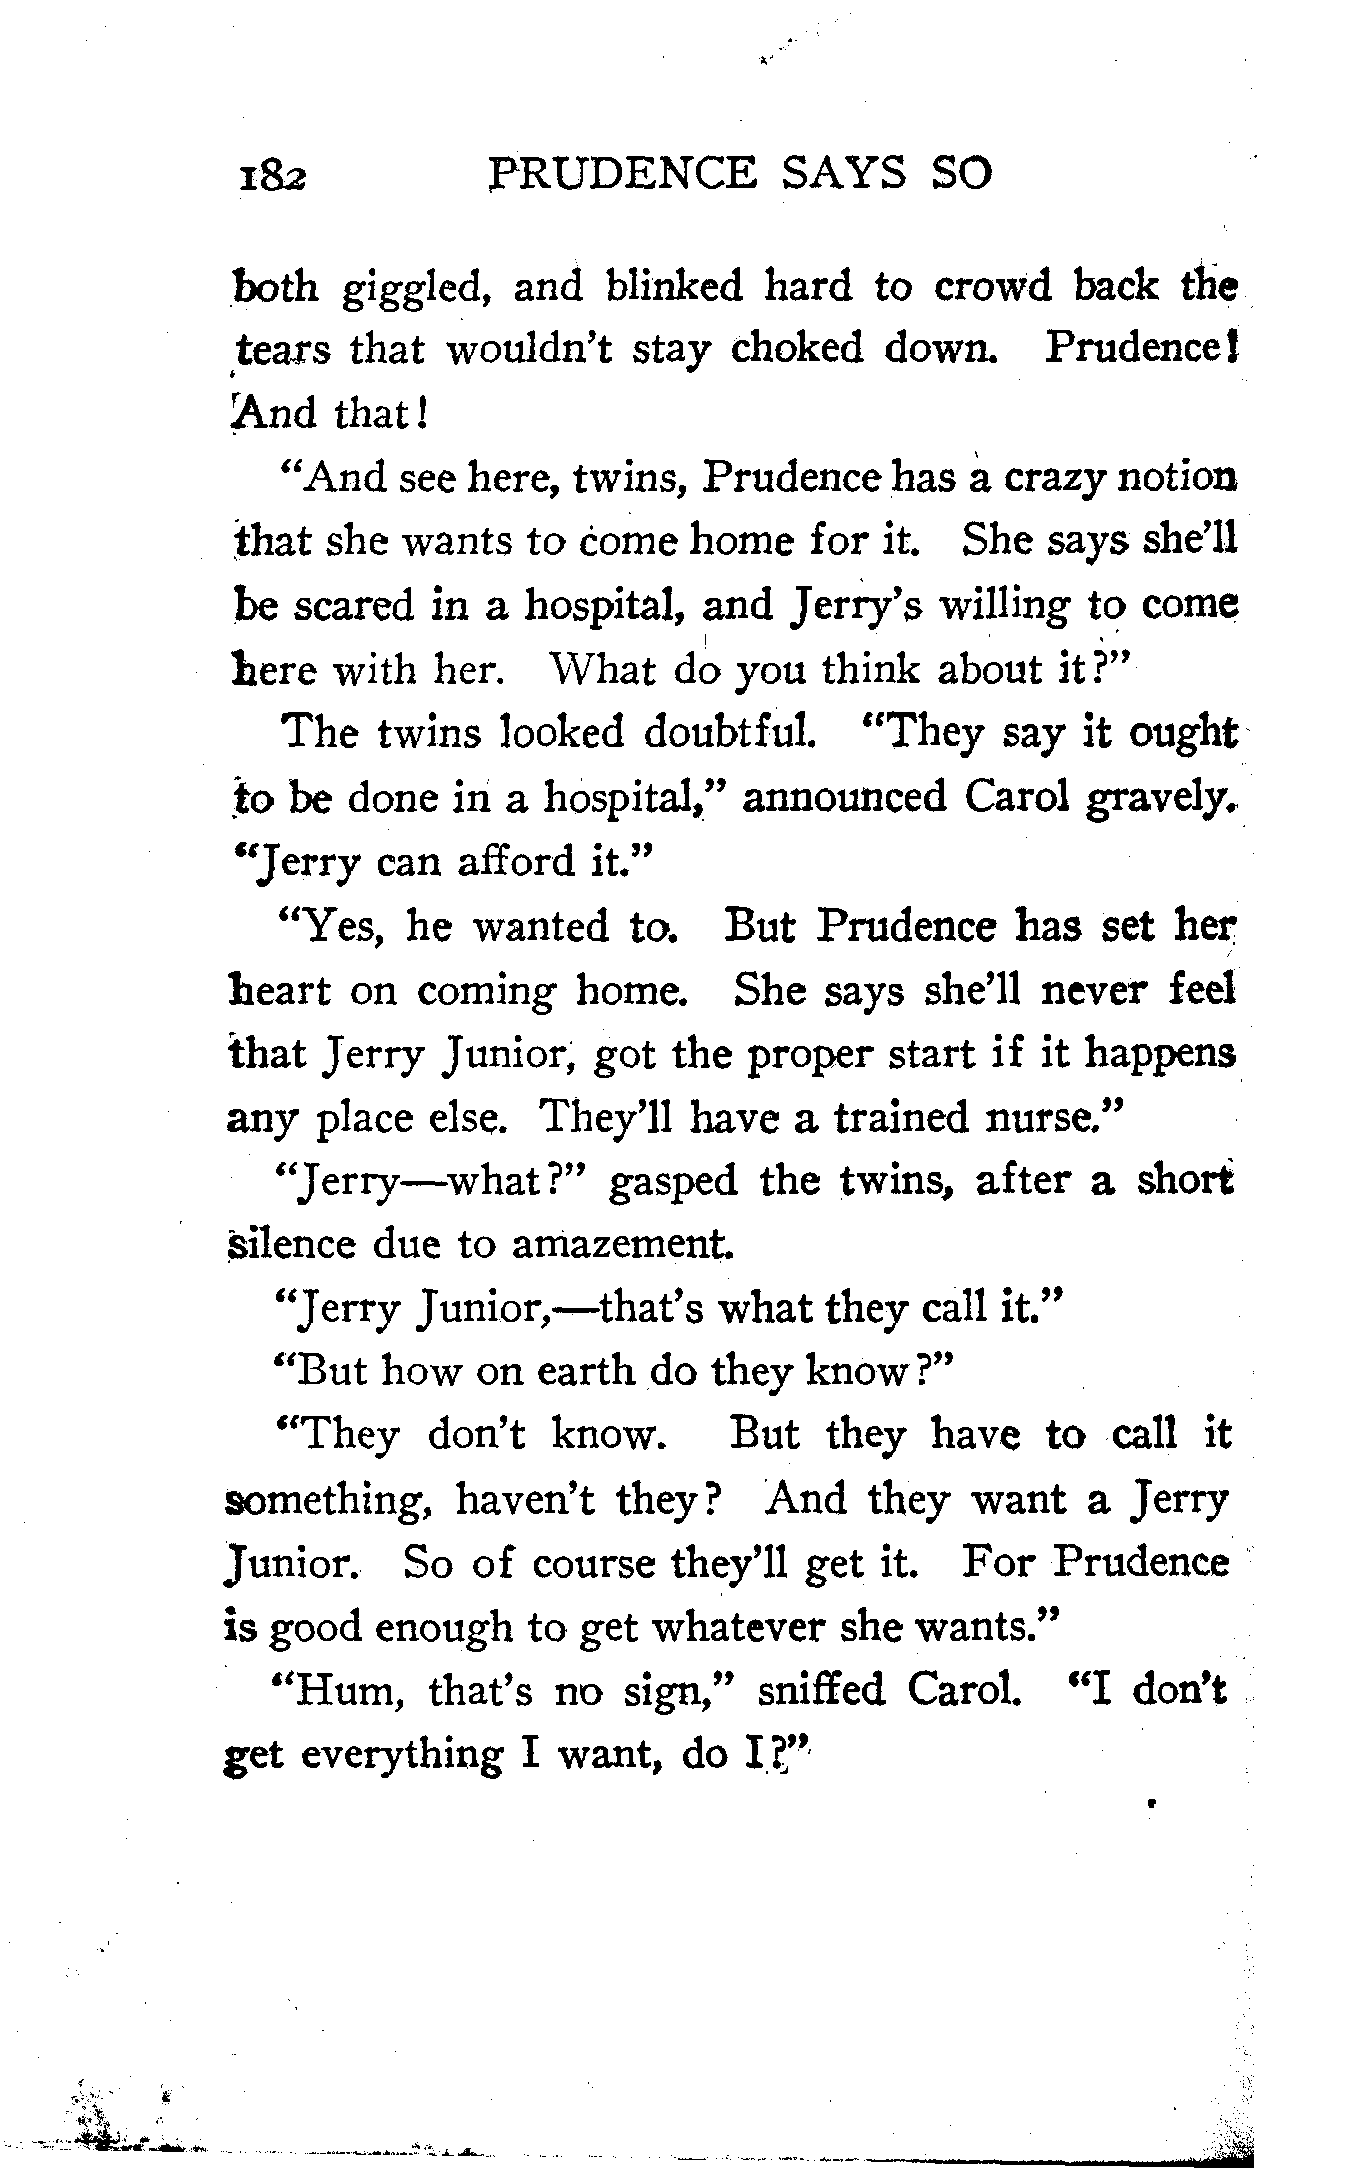 182 PRUDENCE SAYS SO
both giggled, and blinked hard to crowd back the
tears that wouldn't stay choked down. Prudence!
And that!
"And see here, twins, Prudence has a crazy notion
that she wants to come home for it. She says she'll
be scared in a hospital, and Jerry's willing to come
here with her. What do you think about it?"
The twins looked doubtful. "They say it ought
to be done in a hospital," announced Carol gravely.
"Jerry can afford it."
"Yes, he wanted to. But Prudence has set her
heart on coming home. She says she'll never feel
that Jerry Junior, got the proper start if it happens
any place else. They'll have a trained nurse."
"Jerry—what?" gasped the twins, after a short
silence due to amazement.
"Jerry Junior,—that's what they call it."
"But how on earth do they know?"
"They don't know. But they have to call it
something, haven't they? And they want a Jerry
Junior. So of course they'll get it. For Prudence
is good enough to get whatever she wants."
"Hum, that's no sign," sniffed Carol. "I don't
get everything I want, do I?"